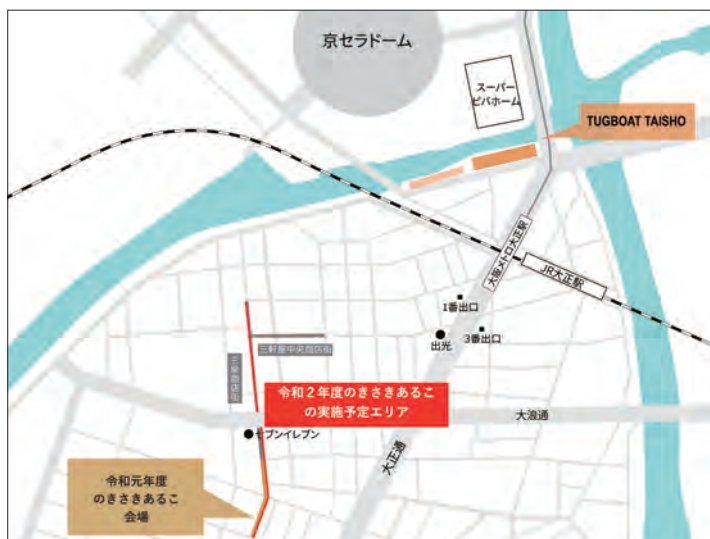 京セラドーム
スーパー
ビバホーム
TUGBOAT TAISHO
大阪メトロ大正駅
JR大正駅
1番出口
出光
3番出口
三軒屋中央商店街
三泉商店街
令和2年度のきさきあるこ
の実施予定エリア
大浪通
セブンイレブン
大正通
令和元年度
のきさきあるこ
会場